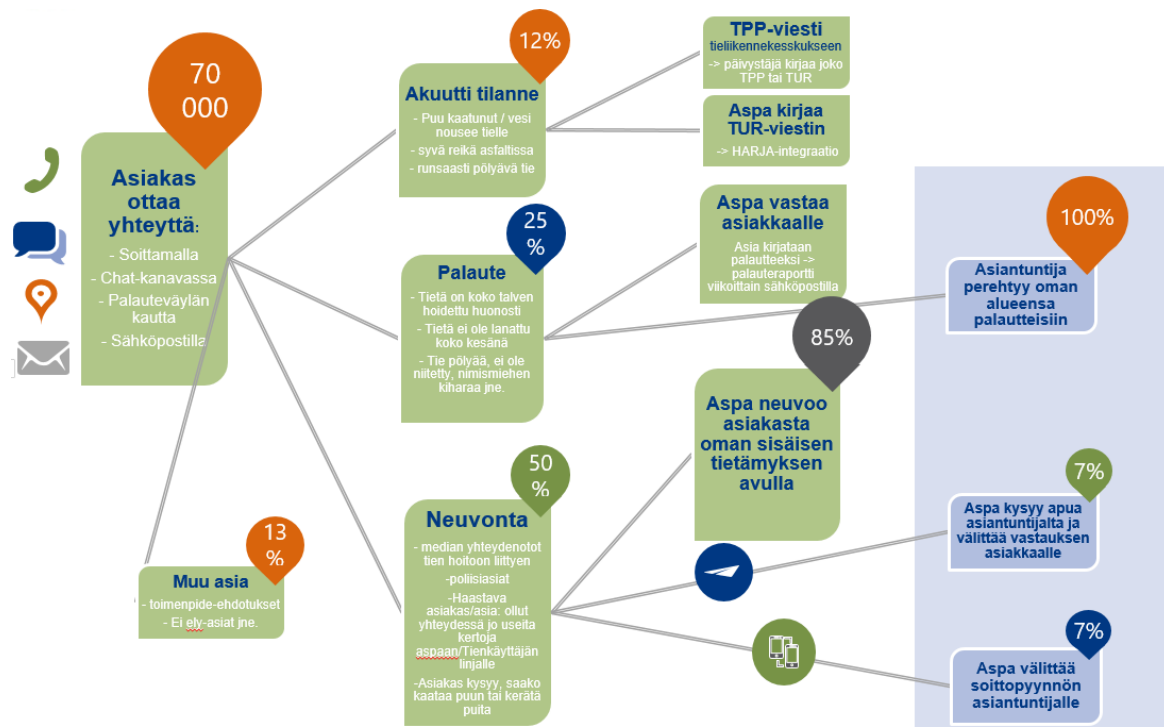 70
000
Asiakas
ottaa
yhteyttä:
- Soittamalla
- Chat-kanavassa
- Palauteväylän
kautta
- Sähköpostilla
13
%
Muu asia
- toimenpide-ehdotukset
- Ei ely-asiat jne.
12%
Akuutti tilanne
- Puu kaatunut / vesi
nousee tielle
- syvä reikä asfaltissa
- runsaasti pölyävä tie
25
%
Palaute
- Tietä on koko talven
hoidettu huonosti
- Tietä ei ole lanattu
koko kesänä
- Tie pölyää, ei ole
niitetty, nimismiehen
kiharaa jne.
50
%
Neuvonta
- median yhteydenotot
tien hoitoon liittyen
-poliisiasiat
-Haastava
asiakas/asia: ollut
yhteydessä jo useita
kertoja
aspaan/Tienkäyttäjän
linjalle
-Asiakas kysyy, saako
kaataa puun tai kerätä
puita
TPP-viesti
tieliikennekesskukseen
-> päivystäjä kirjaa joko
TPP tai TUR
Aspa kirjaa
TUR-viestin
-> HARJA-integraatio
Aspa vastaa
asiakkaalle
Asia kirjataan
palautteeksi ->
palauteraportti
viikoittain sähköpostilla
85%
Aspa neuvoo
asiakasta
oman sisäisen
tietämyksen
avulla
100%
Asiantuntija
perehtyy oman
alueensa
palautteisiin
7%
Aspa kysyy apua
asiantuntijalta ja
välittää vastauksen
asiakkaalle
7%
Aspa välittää
soittopyynnön
asiantuntijalle